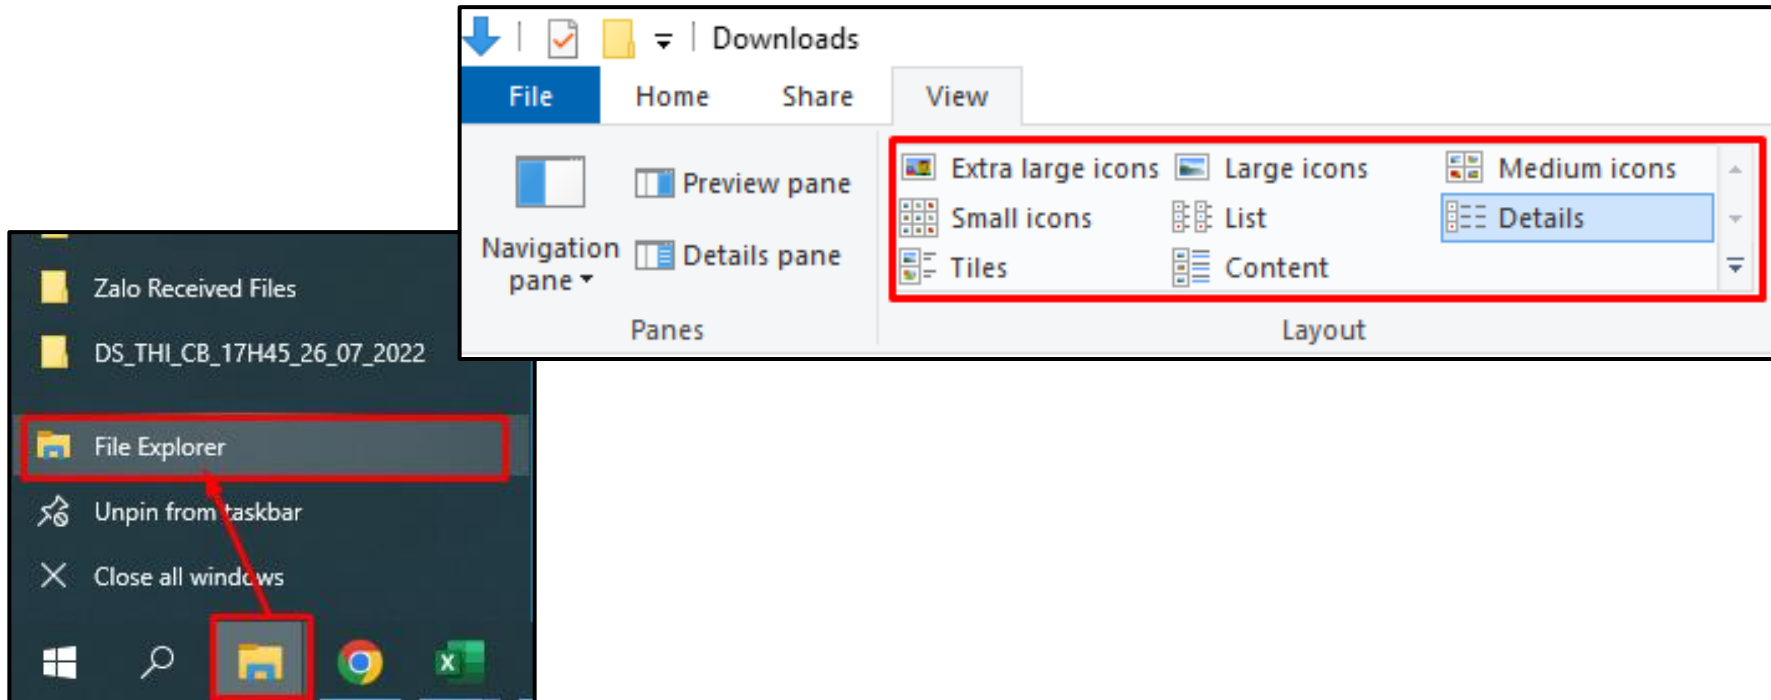 Downloads
File Home Share View
Extra large icons Large icons Medium icons
Preview pane
Small icons List Details
Navigation pane
Details pane
Tiles Content
Panes Layout
Zalo Received Files
DS_THI_CB_17H45_26_07_2022
File Explorer
Unpin from taskbar
Close all windows